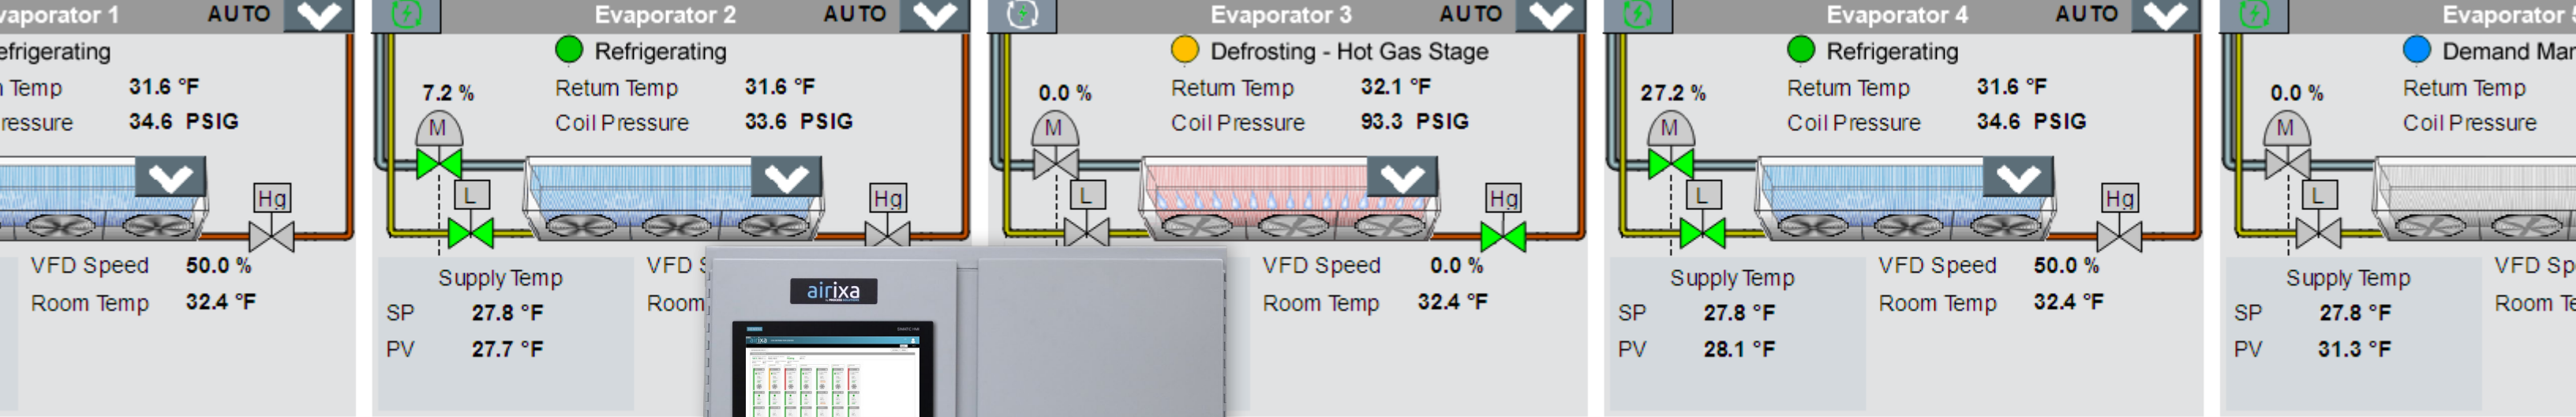 vaporator 1 AUTO
efrigerating
Temp 31.6 °F
ressure 34.6 PSIG
Hg
VFD Speed 50.0 %
Room Temp 32.4 °F
Evaporator 2 AUTO
Refrigerating
7.2 %
Return Temp 31.6 °F
Coil Pressure 33.6 PSIG
M
L
Hg
Supply Temp
SP 27.8 °F
PV 27.7 °F
VFD S
Room
Evaporator 3 AUTO
Defrosting - Hot Gas Stage
0.0 %
Return Temp 32.1 °F
Coil Pressure 93.3 PSIG
M
L
Hg
VFD Speed 0.0 %
Room Temp 32.4 °F
airixa
Evaporator 4 AUTO
Refrigerating
27.2 %
Return Temp 31.6 °F
Coil Pressure 34.6 PSIG
M
L
Hg
Supply Temp
SP 27.8 °F
PV 28.1 °F
VFD Speed 50.0 %
Room Temp 32.4 °F
Evaporator 5
Demand Mar
0.0 %
Return Temp
Coil Pressure
M
L
Supply Temp
SP 27.8 °F
PV 31.3 °F
VFD Sp
Room Te